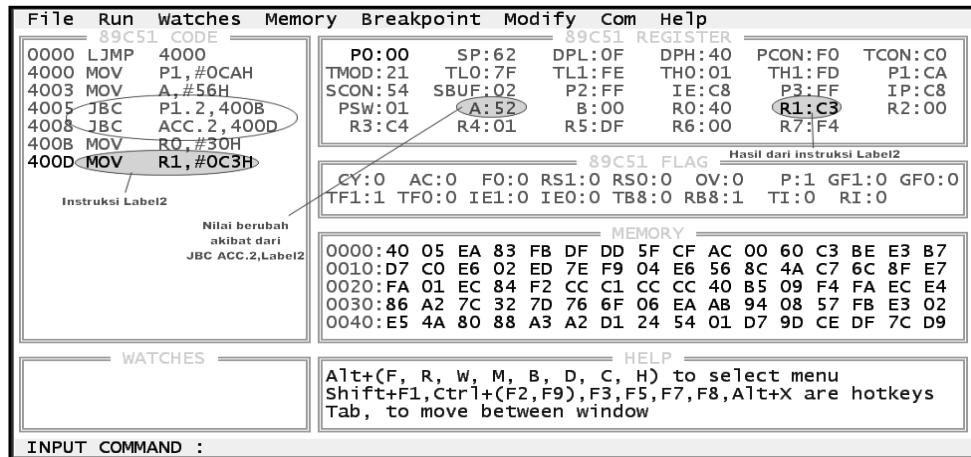 File Run Watches Memory Breakpoint Modify Com Help
89C51 CODE
0000 LJMP 4000
4000 MOV P1,#0CAH
4003 MOV A,#56H
4005 JBC P1.2,400B
4008 JBC ACC.2,400D
400B MOV R0,#30H
400D MOV R1,#0C3H
Instruksi Label2
Nilai berubah
akibat dari
JBC ACC.2,Label2
89C51 REGISTER
P0:00 SP:62 DPL:0F DPH:40 PCON:F0 TCON:C0
TMOD:21 TL0:7F TL1:FE TH0:01 TH1:FD P1:CA
SCON:54 SBUF:02 P2:FF IE:C8 P3:FF IP:C8
PSW:01 A:52 B:00 R0:40 R1:C3 R2:00
R3:C4 R4:01 R5:DF R6:00 R7:F4
Hasil dari instruksi Label2
89C51 FLAG
CY:0 AC:0 F0:0 RS1:0 RS0:0 OV:0 P:1 GF1:0 GF0:0
TF1:1 TF0:0 IE1:0 IE0:0 TB8:0 RB8:1 TI:0 RI:0
MEMORY
0000:40 05 EA 83 FB DF DD 5F CF AC 00 60 C3 BE E3 B7
0010:D7 C0 E6 02 ED 7E F9 04 E6 56 8C 4A C7 6C 8F E7
0020:FA 01 EC 84 F2 CC C1 CC CC 40 B5 09 F4 FA EC E4
0030:86 A2 7C 32 7D 76 6F 06 EA AB 94 08 57 FB E3 02
0040:E5 4A 80 88 A3 A2 D1 24 54 01 D7 9D CE DF 7C D9
WATCHES
HELP
Alt+(F, R, W, M, B, D, C, H) to select menu
Shift+F1,Ctrl+(F2,F9),F3,F5,F7,F8,Alt+X are hotkeys
Tab, to move between window
INPUT COMMAND :